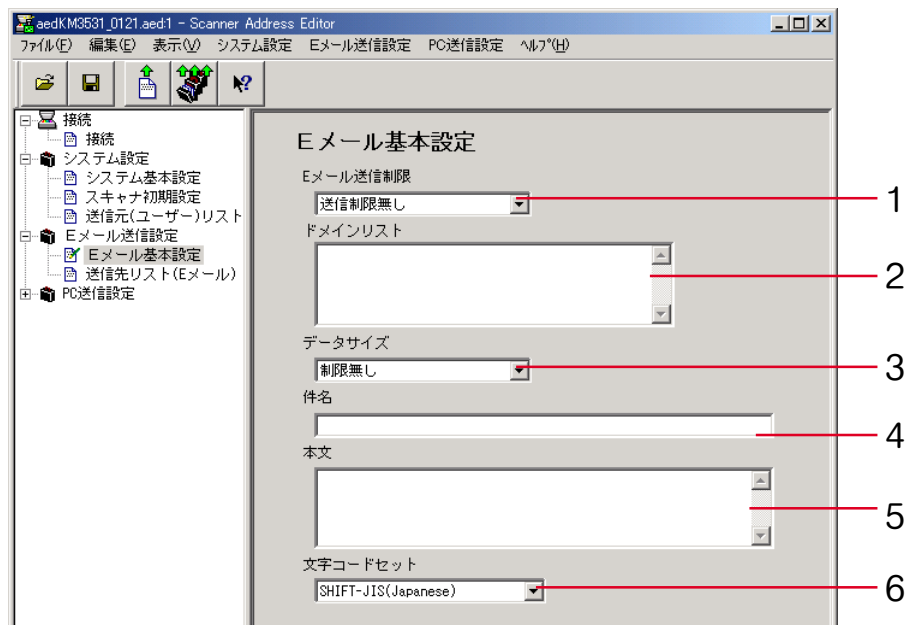 aedKM3531_0121.aed:1 - Scanner Address Editor
ファイル(F) 編集(E) 表示(V) システム設定 Eメール送信設定 PC送信設定 ヘルプ(H)
接続
接続
システム設定
システム基本設定
スキャナ初期設定
送信元(ユーザー)リスト
Eメール送信設定
Eメール基本設定
送信先リスト(Eメール)
PC送信設定
Eメール基本設定
Eメール送信制限
送信制限無し
1
ドメインリスト
2
データサイズ
制限無し
3
件名
4
本文
5
文字コードセット
SHIFT-JIS(Japanese)
6